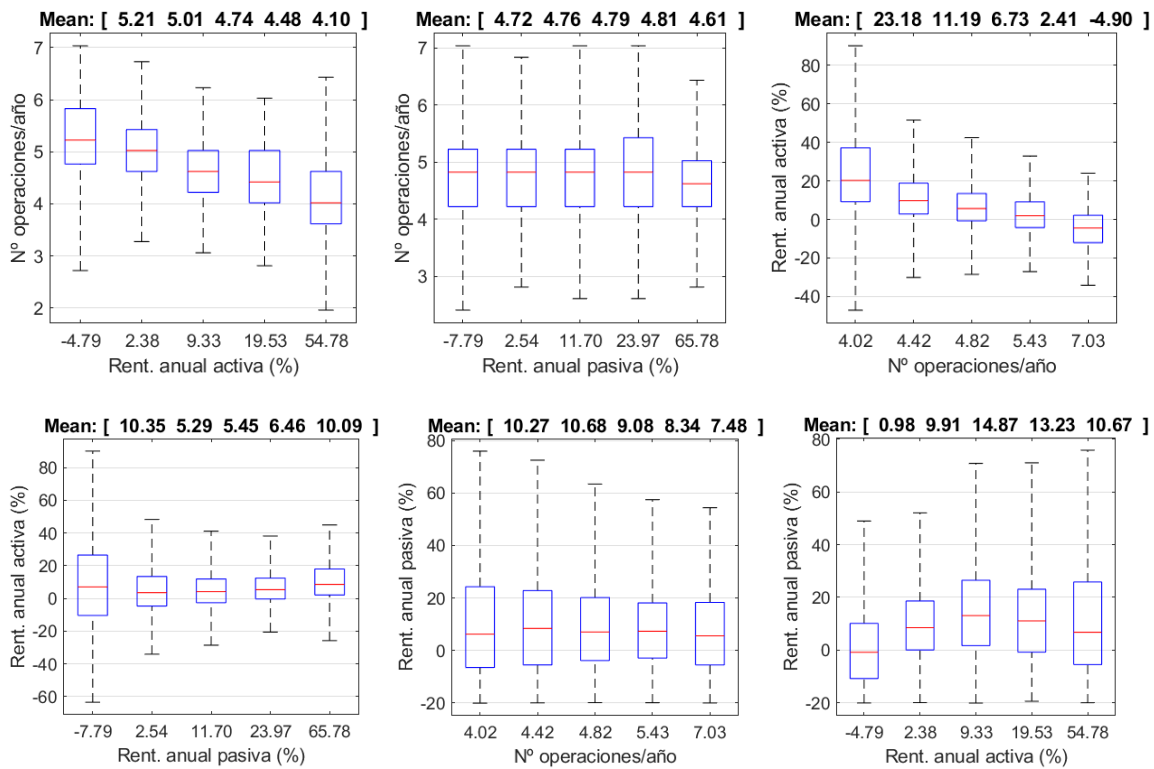 Mean: [ 5.21 5.01 4.74 4.48 4.10 ]
7
6
5
4
3
2
Nº operaciones/año
-4.79 2.38 9.33 19.53 54.78
Rent. anual activa (%)
Mean: [ 4.72 4.76 4.79 4.81 4.61 ]
7
6
5
4
3
Nº operaciones/año
-7.79 2.54 11.70 23.97 65.78
Rent. anual pasiva (%)
Mean: [ 23.18 11.19 6.73 2.41 -4.90 ]
80
60
40
20
0
-20
-40
Rent. anual activa (%)
4.02 4.42 4.82 5.43 7.03
Nº operaciones/año
Mean: [ 10.35 5.29 5.45 6.46 10.09 ]
80
60
40
20
0
-20
-40
-60
Rent. anual activa (%)
-7.79 2.54 11.70 23.97 65.78
Rent. anual pasiva (%)
Mean: [ 10.27 10.68 9.08 8.34 7.48 ]
80
60
40
20
0
-20
Rent. anual pasiva (%)
4.02 4.42 4.82 5.43 7.03
Nº operaciones/año
Mean: [ 0.98 9.91 14.87 13.23 10.67 ]
80
60
40
20
0
-20
Rent. anual pasiva (%)
-4.79 2.38 9.33 19.53 54.78
Rent. anual activa (%)